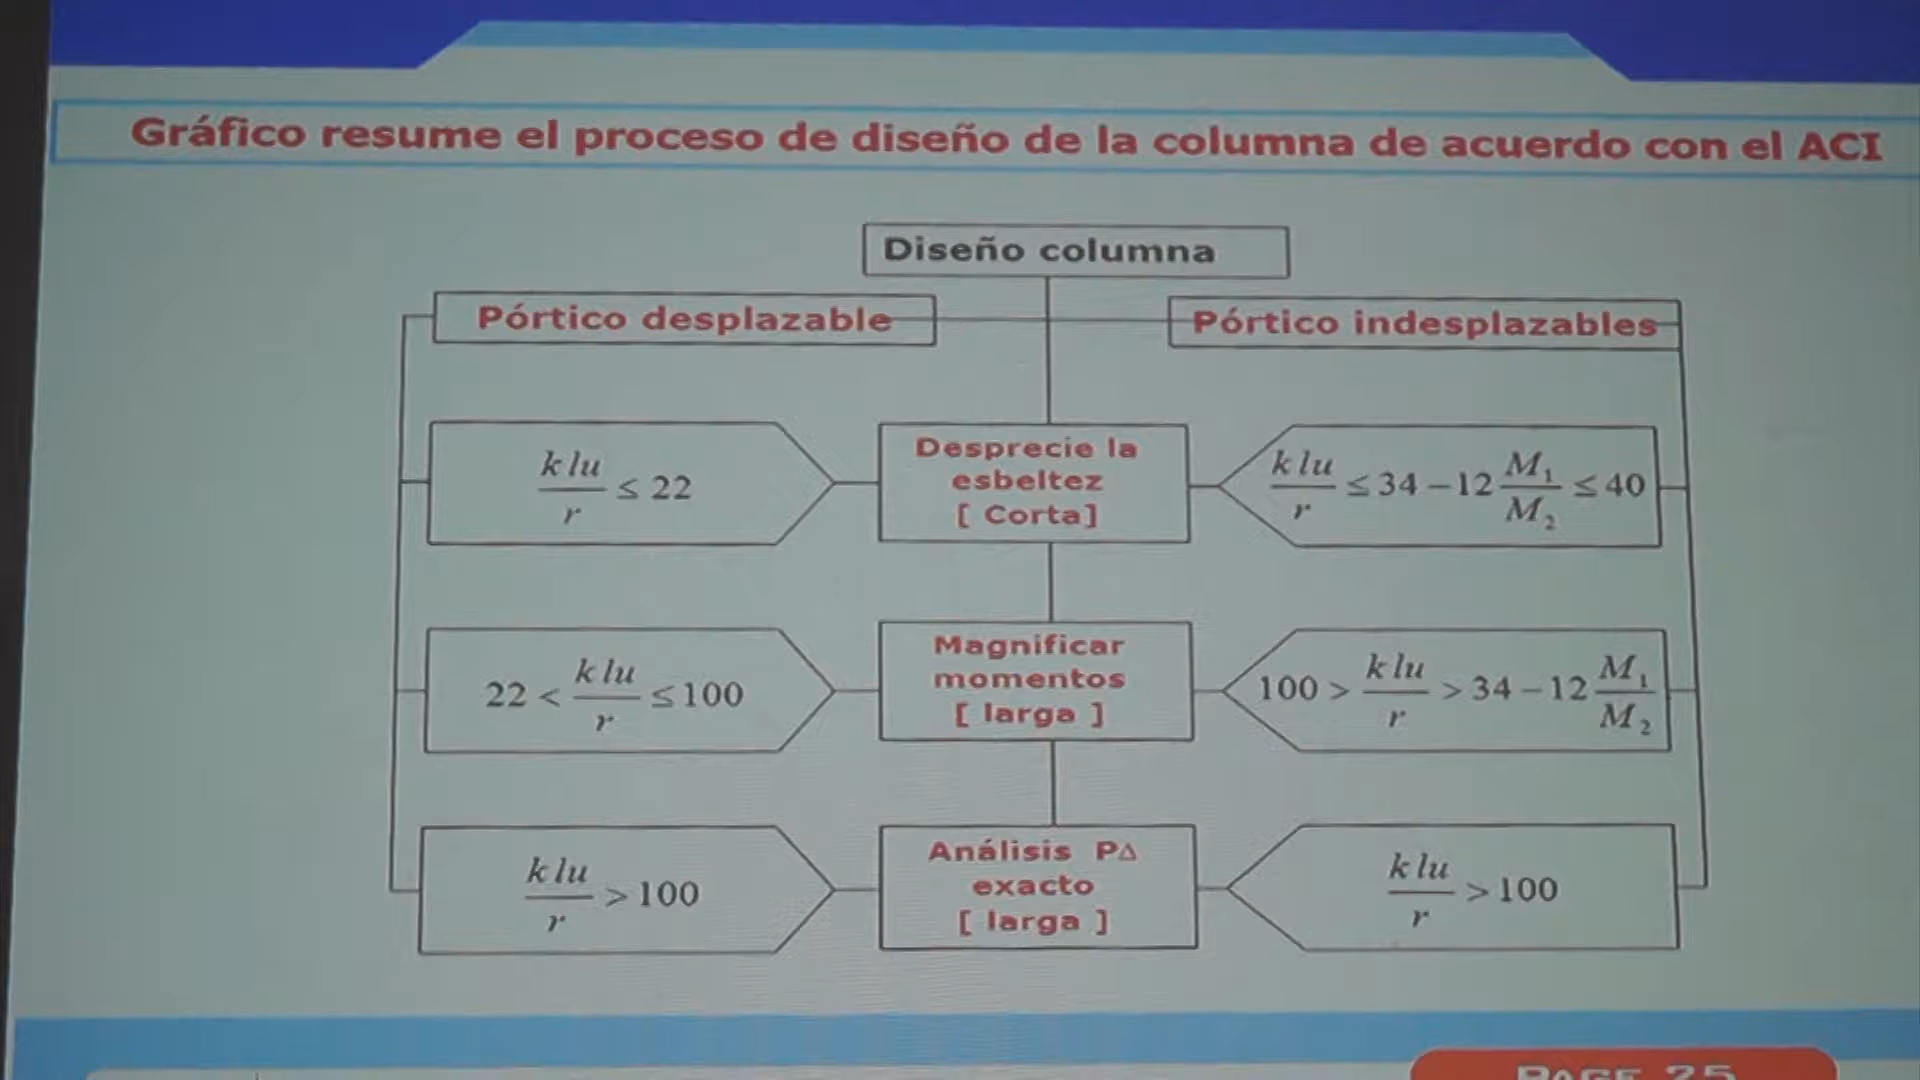 Gráfico resume el proceso de diseño de la columna de acuerdo con el ACI
Diseño columna
Pórtico desplazable
Pórtico indesplazables
k lu / r ≤ 22
Desprecie la
esbeltez
[ Corta]
k lu / r ≤ 34 − 12 M₁ / M₂ ≤ 40
22 < k lu / r ≤ 100
Magnificar
momentos
[ larga ]
100 > k lu / r > 34 − 12 M₁ / M₂
k lu / r > 100
Análisis P∆
exacto
[ larga ]
k lu / r > 100
PAGE 25